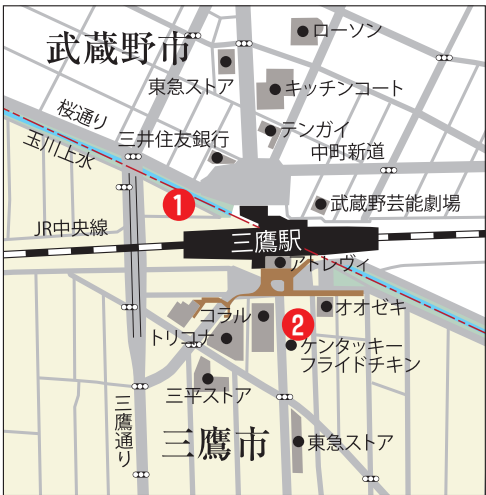 ローソン
武蔵野市
東急ストア
キッチンコート
桜通り
テンガイ
三井住友銀行
中町新道
玉川上水
1
武蔵野芸能劇場
JR中央線
三鷹駅
アトレヴィ
コラル
オオゼキ
2
トリコナ
ケンタッキー
フライドチキン
三平ストア
三鷹通り
三鷹市
東急ストア